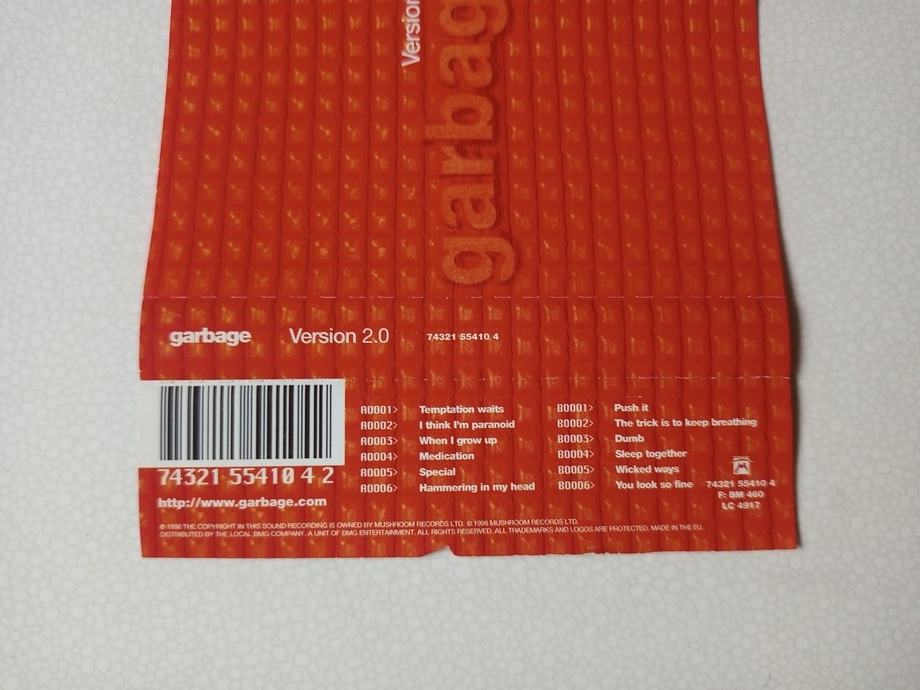 Version
garbag
garbage Version 2.0 74321 55410 4
74321 55410 4 2
http://www.garbage.com
A0001> Temptation waits
A0002> I think I'm paranoid
A0003> When I grow up
A0004> Medication
A0005> Special
A0006> Hammering in my head
B0001> Push it
B0002> The trick is to keep breathing
B0003> Dumb
B0004> Sleep together
B0005> Wicked ways
B0006> You look so fine
74321 55410 4
F: BM 460
LC 4917
℗ 1998 THE COPYRIGHT IN THIS SOUND RECORDING IS OWNED BY MUSHROOM RECORDS LTD. © 1998 MUSHROOM RECORDS LTD.
DISTRIBUTED BY THE LOCAL BMG COMPANY. A UNIT OF BMG ENTERTAINMENT. ALL RIGHTS RESERVED. ALL TRADEMARKS AND LOGOS ARE PROTECTED. MADE IN THE EU.